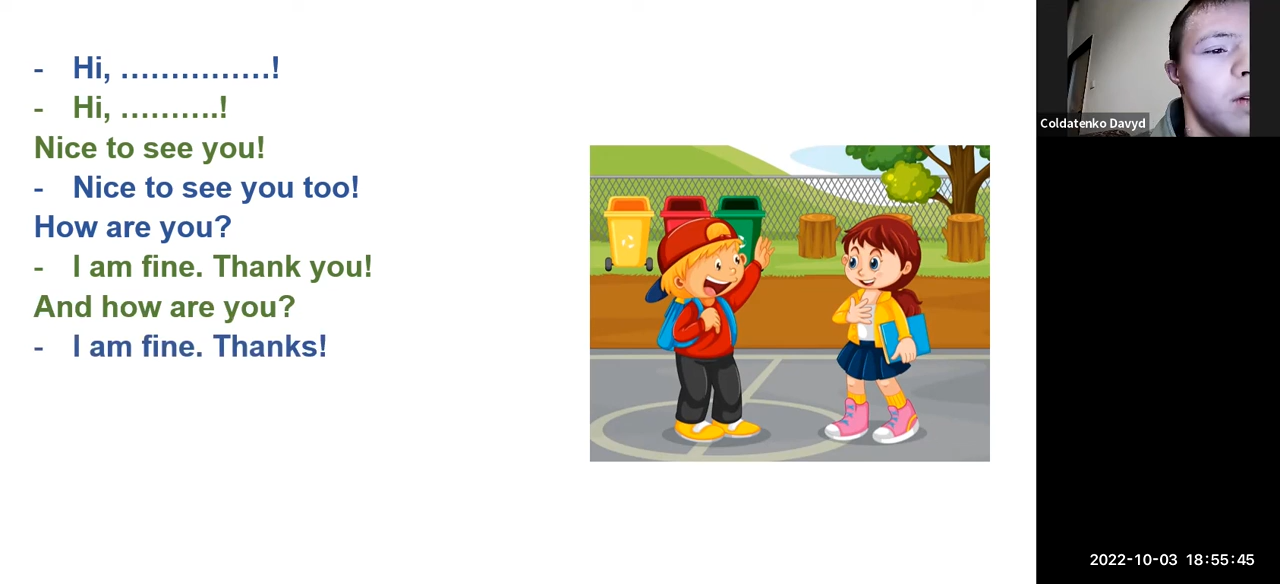 - Hi, ……………!
- Hi, ……….!
Nice to see you!
- Nice to see you too!
How are you?
- I am fine. Thank you!
And how are you?
- I am fine. Thanks!
Coldatenko Davyd
2022-10-03 18:55:45